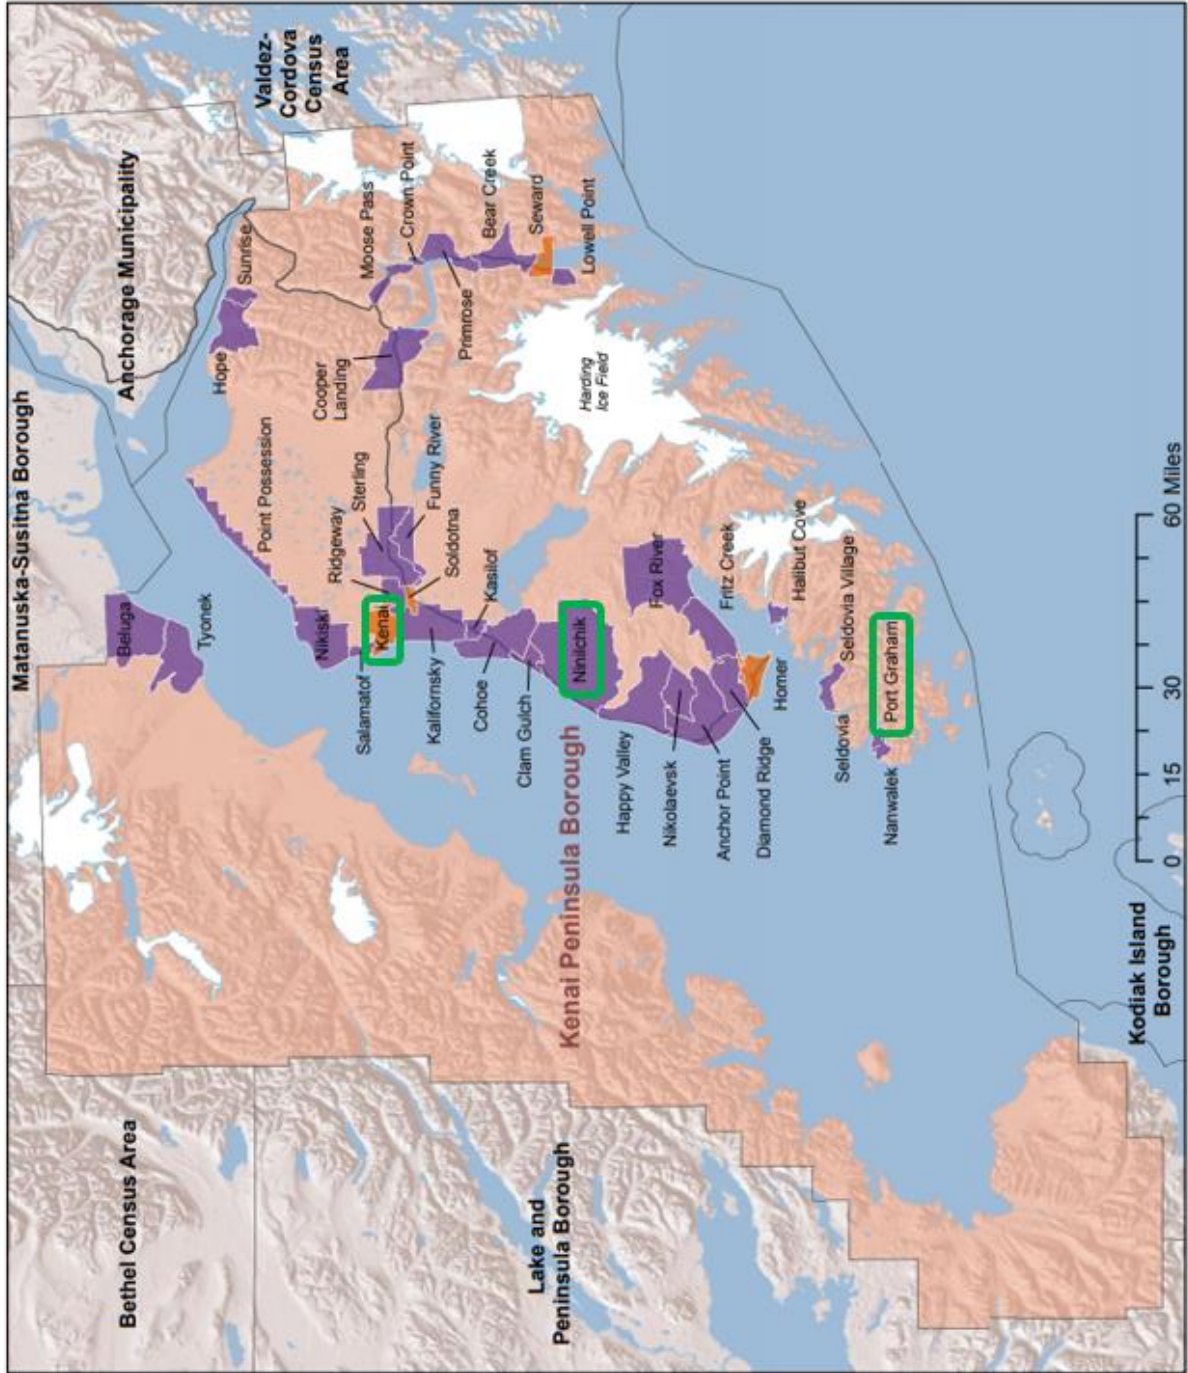 Matanuska-Susitna Borough
Anchorage Municipality
Valdez-
Cordova
Census
Area
Bethel Census Area
Beluga
Tyonek
Point Possession
Hope
Sunrise
Moose Pass
Crown Point
Bear Creek
Seward
Lowell Point
Primrose
Cooper
Landing
Nikiski
Salamatof
Kenai
Ridgeway
Sterling
Funny River
Soldotna
Kalifornsky
Kasilof
Cohoe
Clam Gulch
Ninilchik
Kenai Peninsula Borough
Harding
Ice Field
Happy Valley
Nikolaevsk
Anchor Point
Diamond Ridge
Fox River
Fritz Creek
Homer
Halibut Cove
Seldovia
Seldovia Village
Nanwalek
Port Graham
Lake and
Peninsula Borough
Kodiak Island
Borough
0 15 30 60 Miles